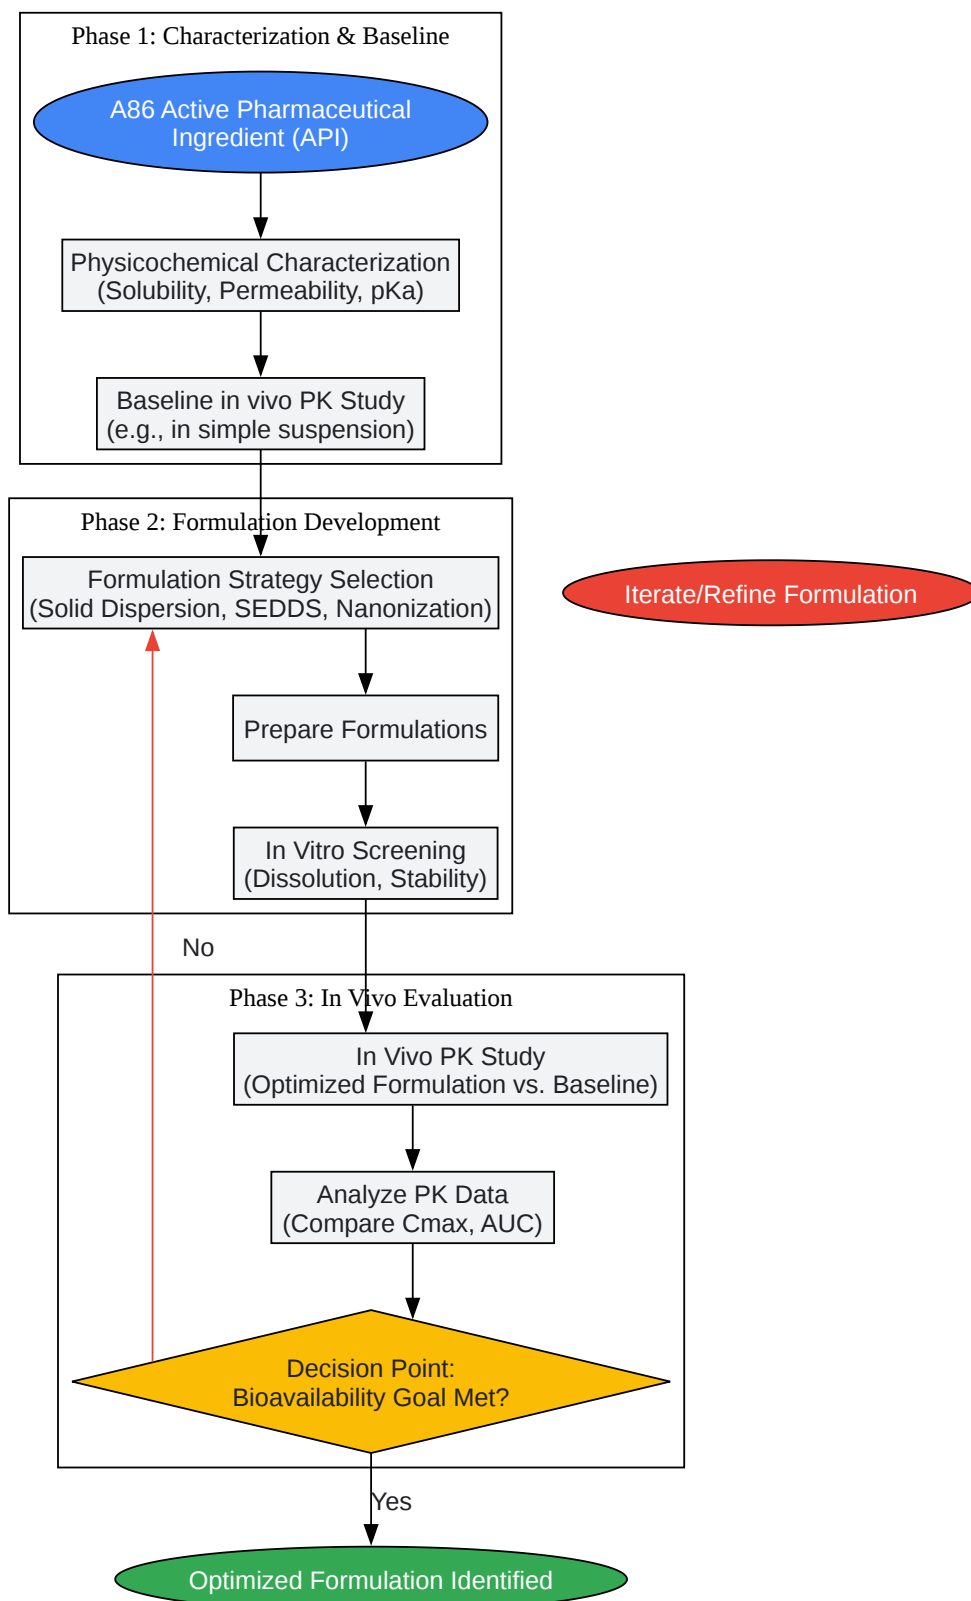 Phase 1: Characterization & Baseline
A86 Active Pharmaceutical
Ingredient (API)
Physicochemical Characterization
(Solubility, Permeability, pKa)
Baseline in vivo PK Study
(e.g., in simple suspension)
Phase 2: Formulation Development
Formulation Strategy Selection
(Solid Dispersion, SEDDS, Nanonization)
Iterate/Refine Formulation
Prepare Formulations
In Vitro Screening
(Dissolution, Stability)
No
Phase 3: In Vivo Evaluation
In Vivo PK Study
(Optimized Formulation vs. Baseline)
Analyze PK Data
(Compare Cmax, AUC)
Decision Point:
Bioavailability Goal Met?
Yes
Optimized Formulation Identified